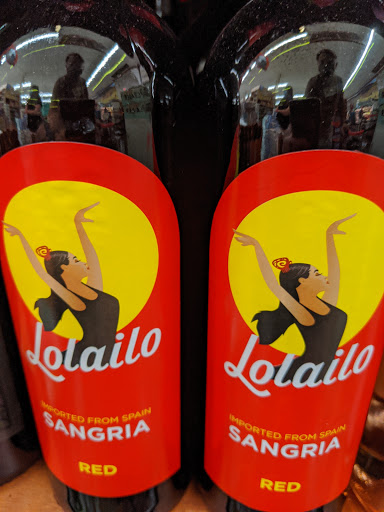 Lolailo
IMPORTED FROM SPAIN
SANGRIA
RED
Lolailo
IMPORTED FROM SPAIN
SANGRIA
RED